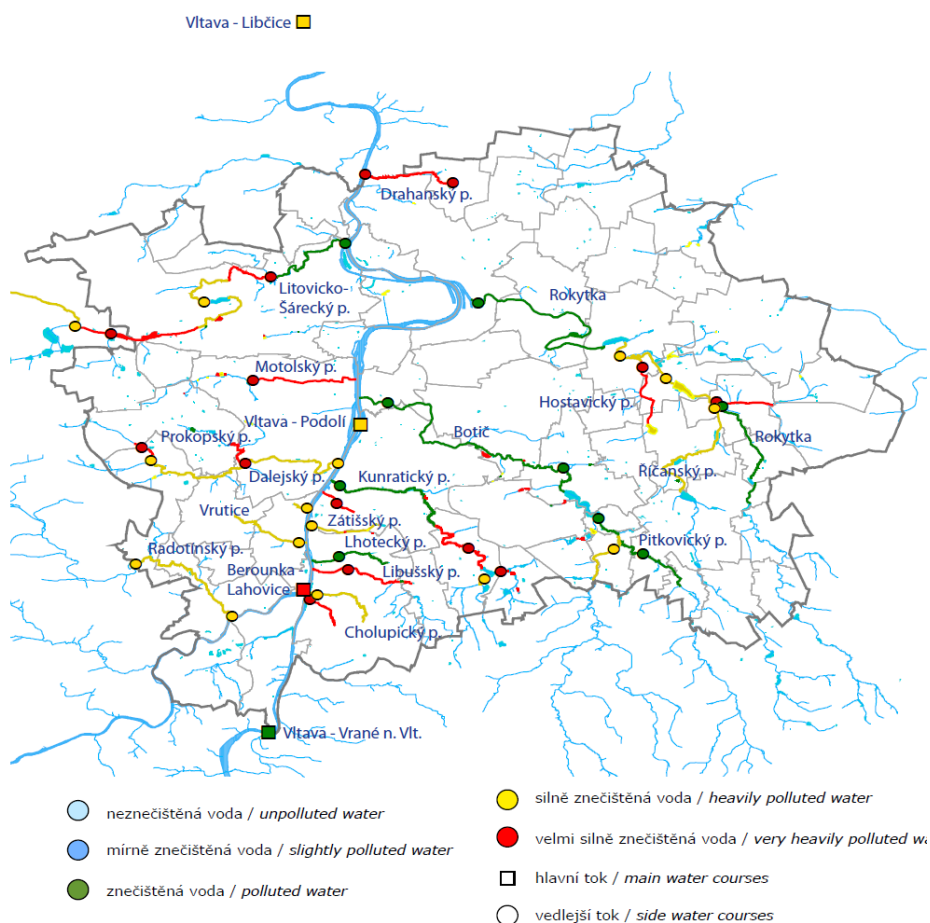 Vltava - Libčice
Drahanský p.
Litovicko-
Šárecký p.
Rokytka
Motolský p.
Hostavický p.
Vltava - Podolí
Prokopský p.
Botič
Rokytka
Dalejský p.
Kunratický p.
Říčanský p.
Vrutice
Zátišský p.
Radotínský p.
Lhotecký p.
Pitkovický p.
Berounka
Lahovice
Libušský p.
Cholupický p.
Vltava - Vrané n. Vlt.
neznečištěná voda / unpolluted water
mírně znečištěná voda / slightly polluted water
znečištěná voda / polluted water
silně znečištěná voda / heavily polluted water
velmi silně znečištěná voda / very heavily polluted wa
hlavní tok / main water courses
vedlejší tok / side water courses